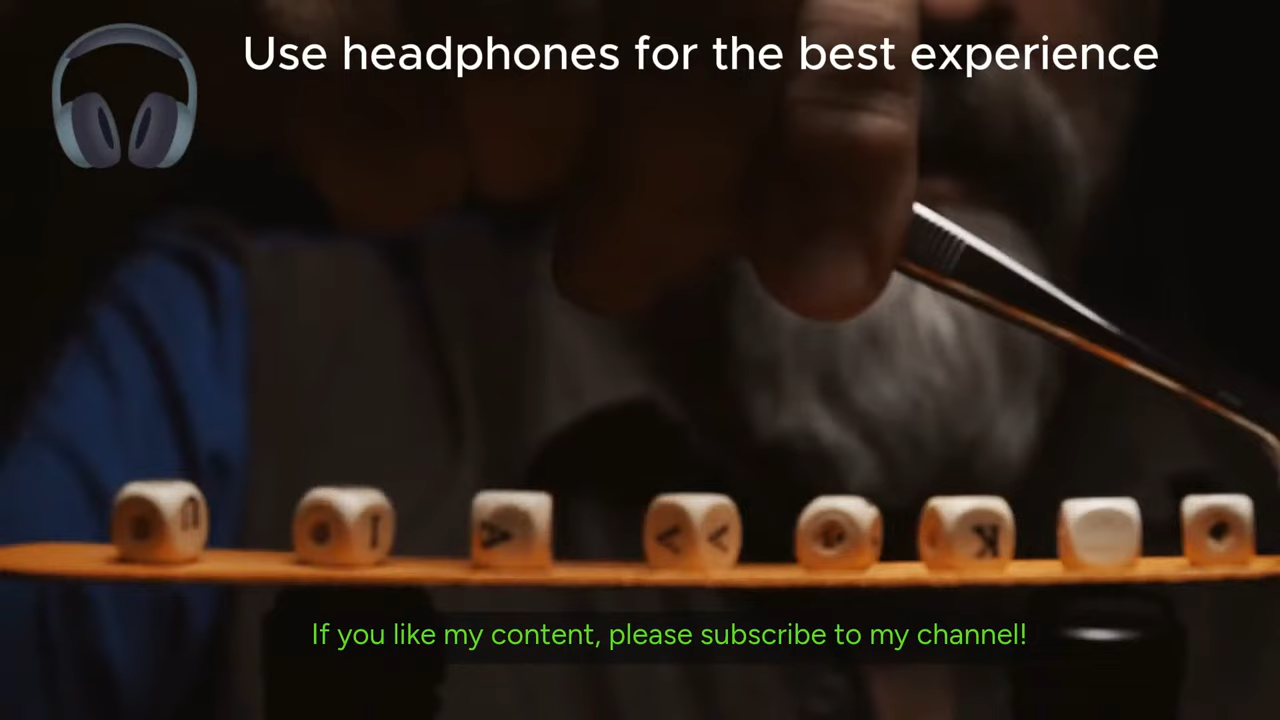 Use headphones for the best experience
U I A V V K
If you like my content, please subscribe to my channel!